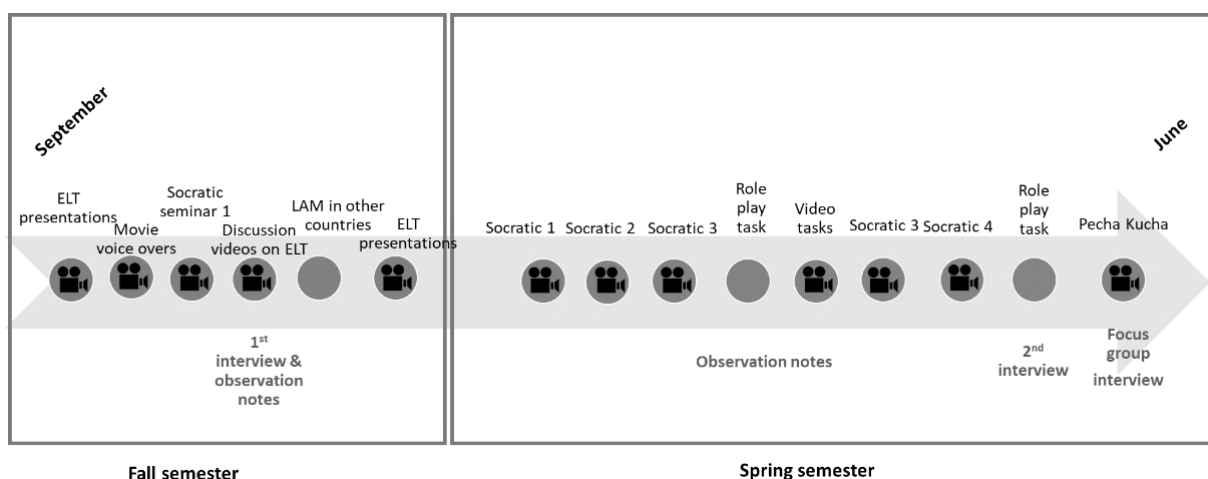 September
ELT
presentations
Movie
voice overs
Socratic
seminar 1
Discussion
videos on ELT
LAM in other
countries
ELT
presentations
1st
interview &
observation
notes
Fall semester
June
Socratic 1
Socratic 2
Socratic 3
Role
play
task
Video
tasks
Socratic 3
Socratic 4
Role
play
task
Pecha Kucha
Observation notes
2nd
interview
Focus
group
interview
Spring semester